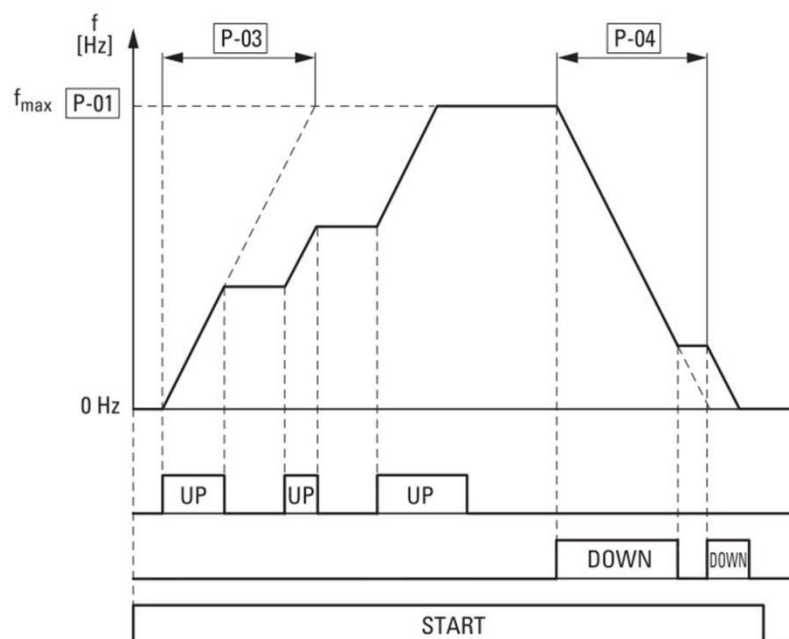 f
[Hz]
P-03
P-04
fmax P-01
0 Hz
UP UP UP
DOWN DOWN
START